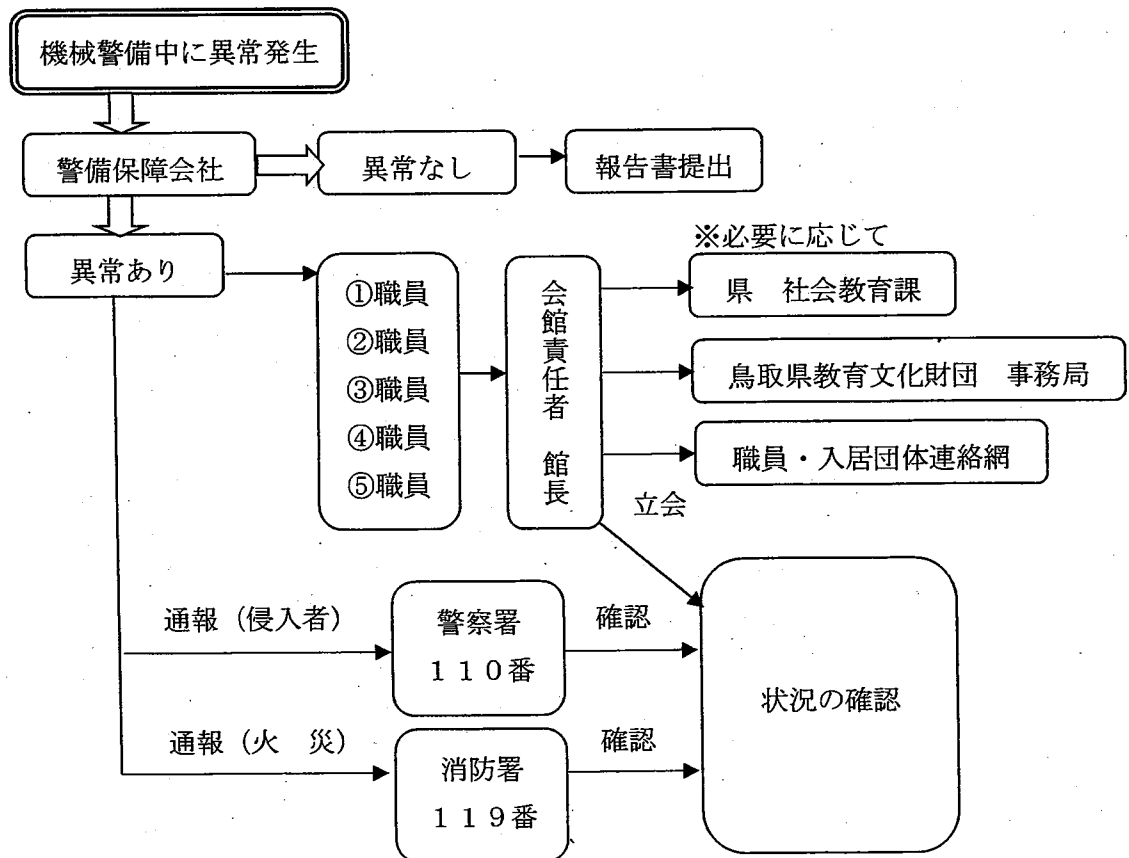 機械警備中に異常発生
警備保障会社
異常なし
報告書提出
異常あり
①職員
②職員
③職員
④職員
⑤職員
会館責任者　館長
※必要に応じて
県　社会教育課
鳥取県教育文化財団　事務局
職員・入居団体連絡網
立会
通報（侵入者）
警察署
１１０番
確認
状況の確認
通報（火　災）
消防署
１１９番
確認